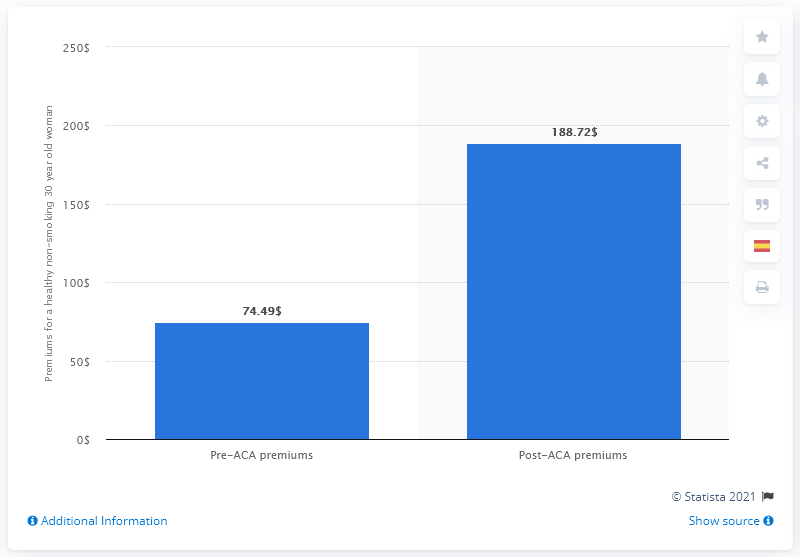 Premiums for a healthy non-smoking 30 year old woman
250$
200$
150$
100$
50$
0$
74.49$
188.72$
Pre-ACA premiums
Post-ACA premiums
© Statista 2021
Additional Information
Show source